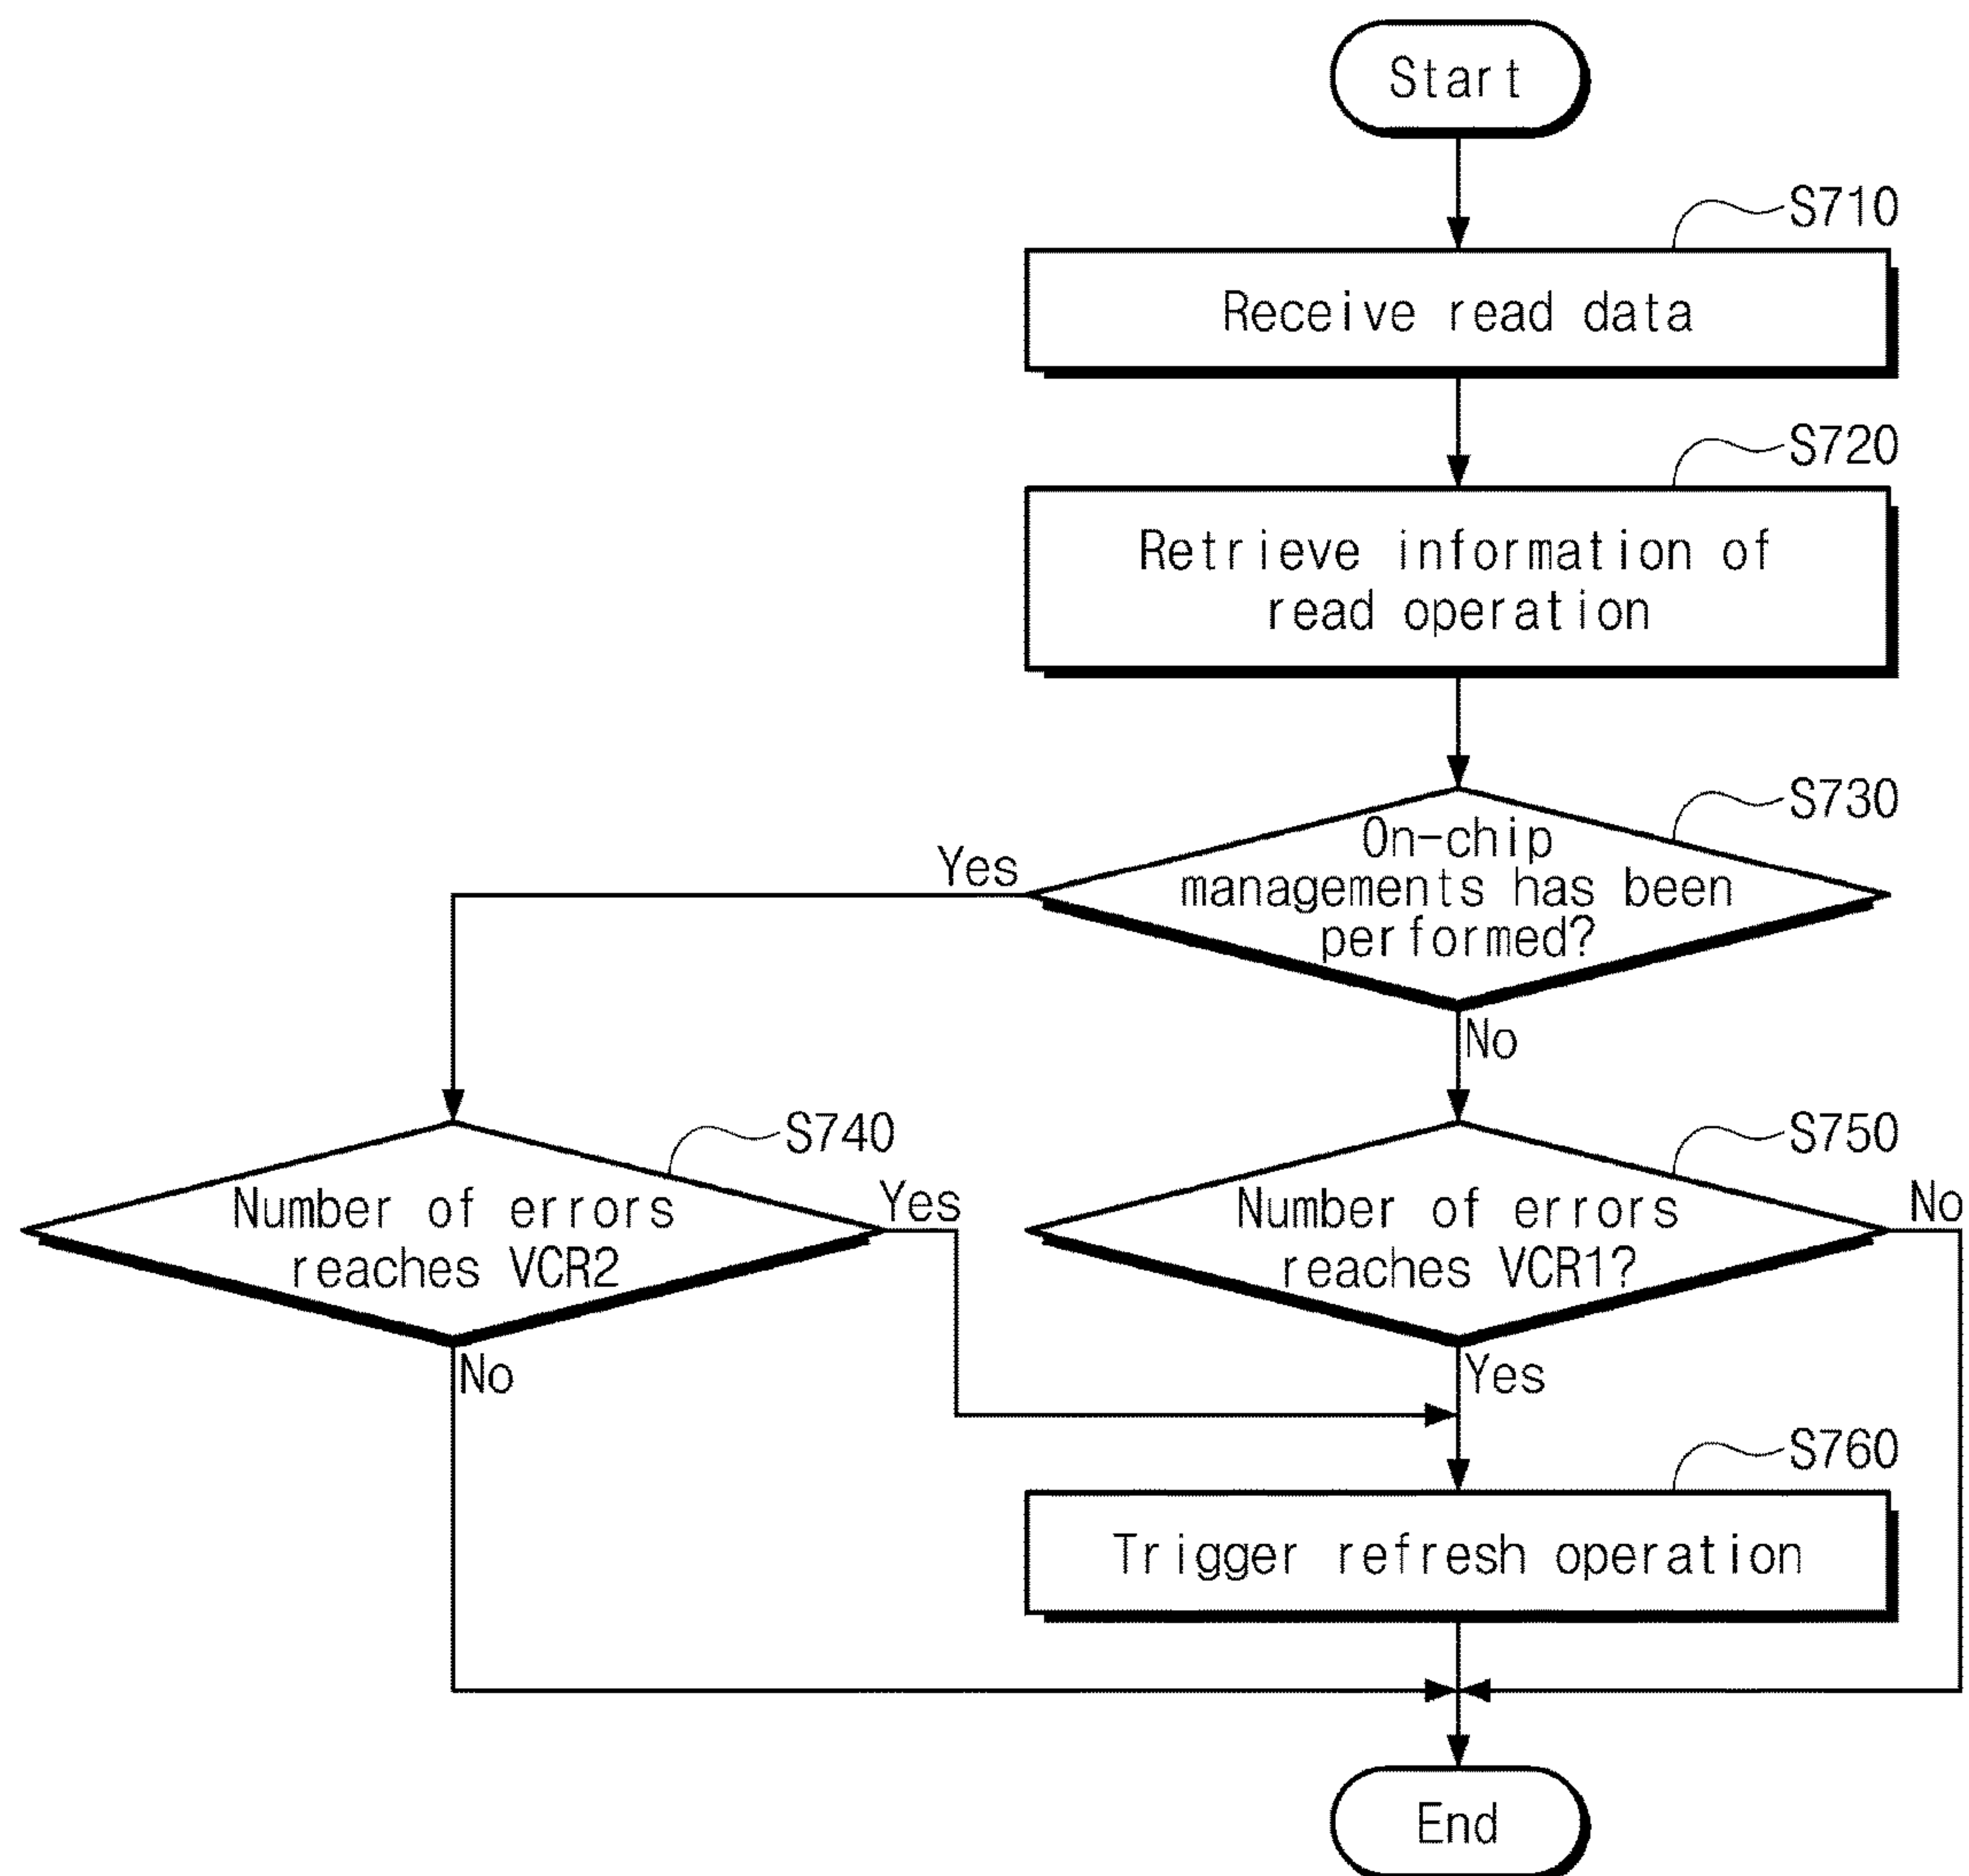 Start
S710
Receive read data
S720
Retrieve information of
read operation
S730
On-chip
managements has been
performed?
Yes
No
S740
Number of errors
reaches VCR2
Yes
No
S750
Number of errors
reaches VCR1?
No
Yes
S760
Trigger refresh operation
End